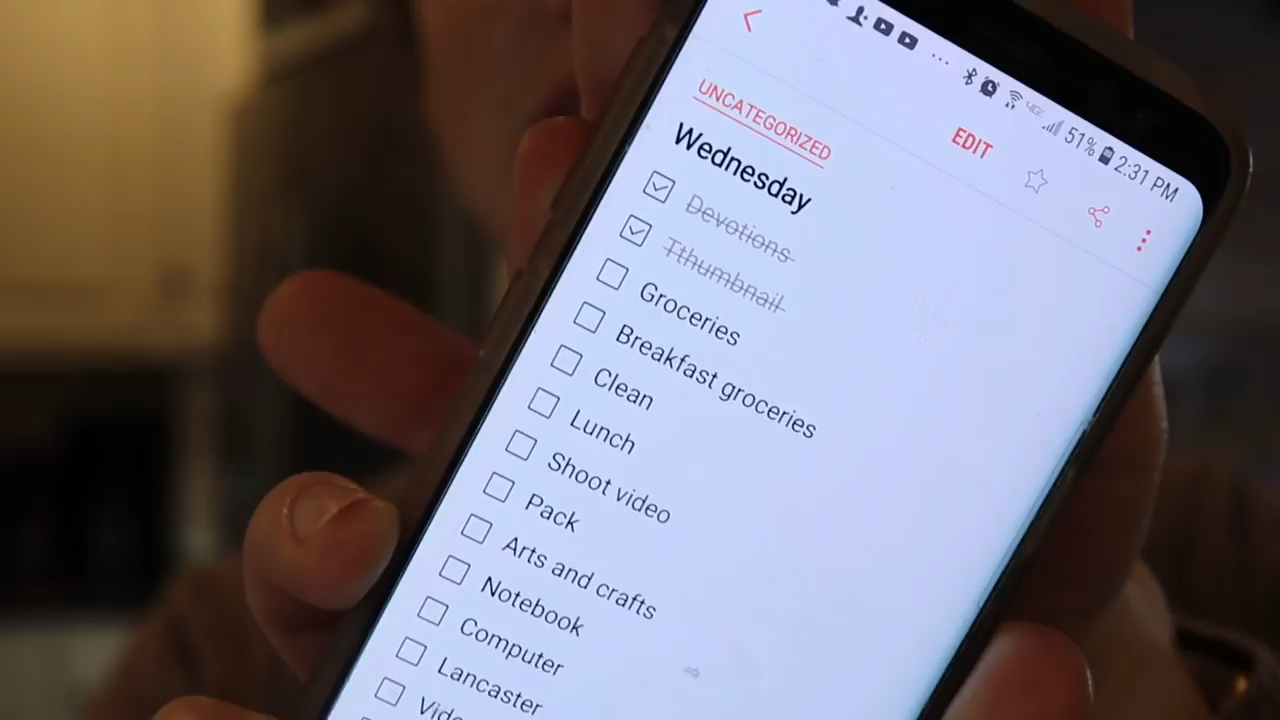 51% 2:31 PM
EDIT
UNCATEGORIZED
Wednesday
Devotions
Tthumbnail
Groceries
Breakfast groceries
Clean
Lunch
Shoot video
Pack
Arts and crafts
Notebook
Computer
Lancaster